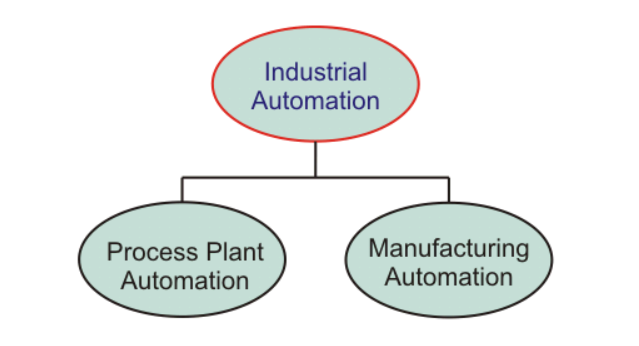 Industrial
Automation
Process Plant
Automation
Manufacturing
Automation